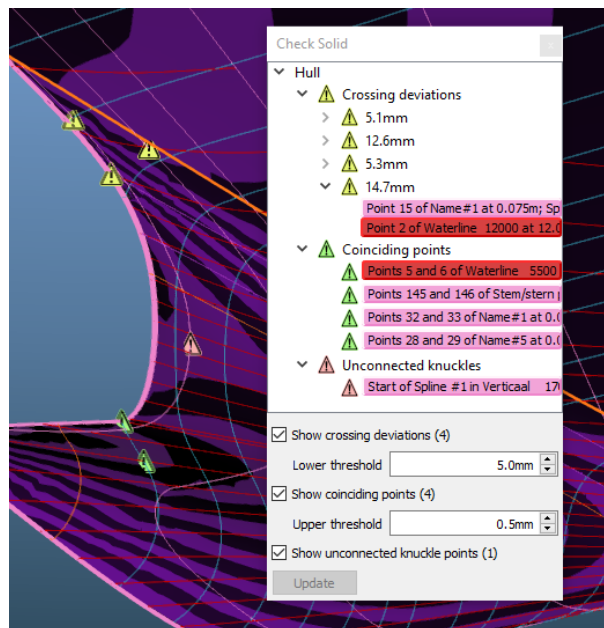 Check Solid
Hull
Crossing deviations
5.1mm
12.6mm
5.3mm
14.7mm
Point 15 of Name#1 at 0.075m; Sp
Point 2 of Waterline 12000 at 12.0
Coinciding points
Points 5 and 6 of Waterline 5500
Points 145 and 146 of Stem/stern
Points 32 and 33 of Name#1 at 0.0
Points 28 and 29 of Name#5 at 0.0
Unconnected knuckles
Start of Spline #1 in Verticaal 170
Show crossing deviations (4)
Lower threshold 5.0mm
Show coinciding points (4)
Upper threshold 0.5mm
Show unconnected knuckle points (1)
Update